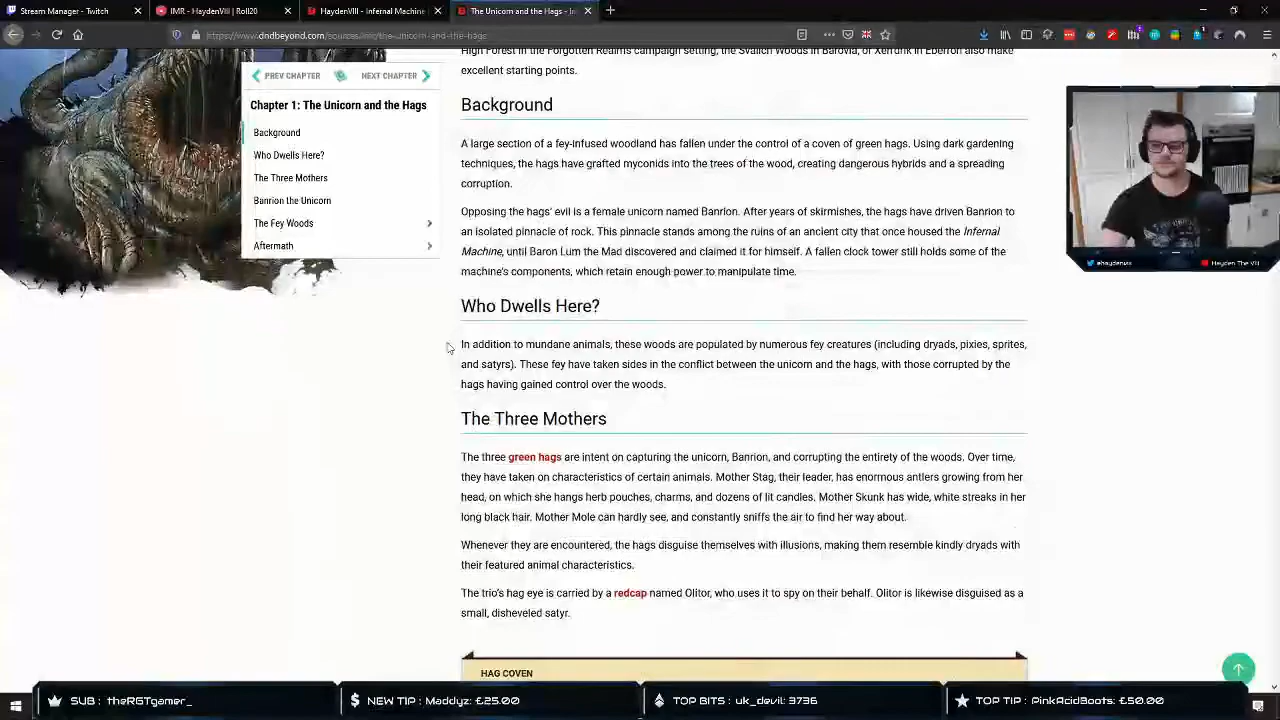 Stream Manager - Twitch
IMR - HaydenVIII | Roll20
HaydenVIII - Infernal Machine
The Unicorn and the Hags -
https://www.dndbeyond.com/sources/imr/the-unicorn-and-the-hags
High Forest in the Forgotten Realms campaign setting, the Svalich Woods in Barovia, or Xen'drik in Eberron also make
excellent starting points.
PREV CHAPTER
NEXT CHAPTER
Chapter 1: The Unicorn and the Hags
Background
Who Dwells Here?
The Three Mothers
Banrion the Unicorn
The Fey Woods
Aftermath
Background
A large section of a fey-infused woodland has fallen under the control of a coven of green hags. Using dark gardening
techniques, the hags have grafted myconids into the trees of the wood, creating dangerous hybrids and a spreading
corruption.
Opposing the hags' evil is a female unicorn named Banrion. After years of skirmishes, the hags have driven Banrion to
an isolated pinnacle of rock. This pinnacle stands among the ruins of an ancient city that once housed the Infernal
Machine, until Baron Lum the Mad discovered and claimed it for himself. A fallen clock tower still holds some of the
machine's components, which retain enough power to manipulate time.
Who Dwells Here?
In addition to mundane animals, these woods are populated by numerous fey creatures (including dryads, pixies, sprites,
and satyrs). These fey have taken sides in the conflict between the unicorn and the hags, with those corrupted by the
hags having gained control over the woods.
The Three Mothers
The three green hags are intent on capturing the unicorn, Banrion, and corrupting the entirety of the woods. Over time,
they have taken on characteristics of certain animals. Mother Stag, their leader, has enormous antlers growing from her
head, on which she hangs herb pouches, charms, and dozens of lit candles. Mother Skunk has wide, white streaks in her
long black hair. Mother Mole can hardly see, and constantly sniffs the air to find her way about.
Whenever they are encountered, the hags disguise themselves with illusions, making them resemble kindly dryads with
their featured animal characteristics.
The trio's hag eye is carried by a redcap named Olitor, who uses it to spy on their behalf. Olitor is likewise disguised as a
small, disheveled satyr.
HAG COVEN
Hayden The VIII
SUB : theRGTgamer_
NEW TIP : Maddyz: £25.00
TOP BITS : uk_devil: 3736
TOP TIP : PinkAcidBoots: £50.00